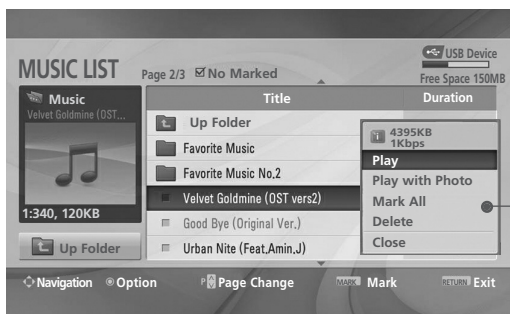 USB Device
MUSIC LIST
Page 2/3 No Marked
Free Space 150MB
Music
Velvet Goldmine (OST...
1:340, 120KB
Up Folder
Title
Duration
Up Folder
Favorite Music
Favorite Music No.2
Velvet Goldmine (OST vers2)
Good Bye (Original Ver.)
Urban Nite (Feat.Amin.J)
4395KB
1Kbps
Play
Play with Photo
Mark All
Delete
Close
Navigation Option P Page Change MARK Mark RETURN Exit